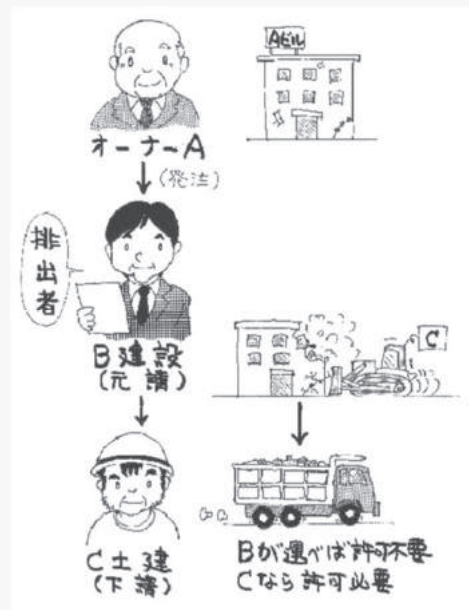 Aビル
オーナーA
(発注)
排出者
B建設
(元請)
C
C土建
(下請)
Bが運べば許可不要
Cなら許可必要